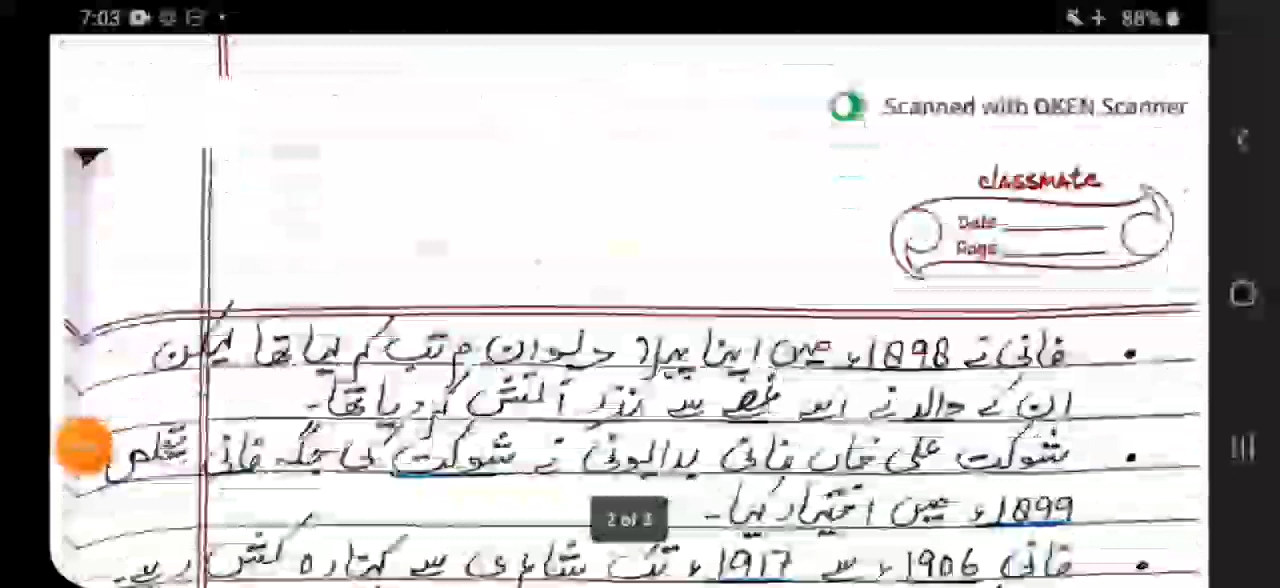 7:03
88%
Scanned with OKEN Scanner
classmate
Date
Page
• فانی نے 1898ء میں اپنا پہلا دیوان مرتب کر لیا تھا لیکن
ان کے والد نے اسے غصے سے نذر آتش کر دیا تھا۔
• شوکت علی خاں فانی بدایونی نے شوکت کی جگہ فانی تخلص
1899ء میں اختیار کیا۔
2 of 3
• فانی 1906ء سے 1917ء تک شاعری سے کنارہ کش رہے۔